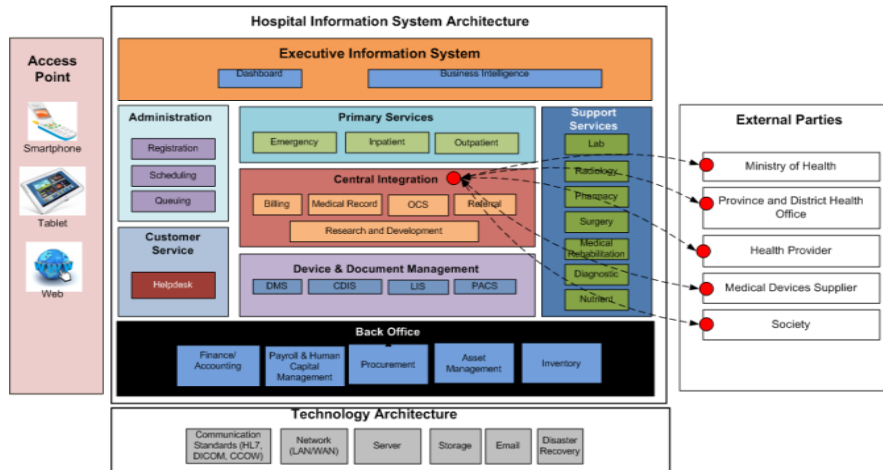 Hospital Information System Architecture
Access
Point
Smartphone
Tablet
Web
Executive Information System
Dashboard
Business Intelligence
Administration
Registration
Scheduling
Queuing
Customer
Service
Helpdesk
Primary Services
Emergency
Inpatient
Outpatient
Central Integration
Billing
Medical Record
OCS
Referral
Research and Development
Device & Document Management
DMS
CDIS
LIS
PACS
Support
Services
Lab
Radiology
Pharmacy
Surgery
Medical
Rehabilitation
Diagnostic
Nutrient
Back Office
Finance/
Accounting
Payroll & Human
Capital
Management
Procurement
Asset
Management
Inventory
External Parties
Ministry of Health
Province and District Health
Office
Health Provider
Medical Devices Supplier
Society
Technology Architecture
Communication
Standards (HL7,
DICOM, CCOW)
Network
(LAN/WAN)
Server
Storage
Email
Disaster
Recovery